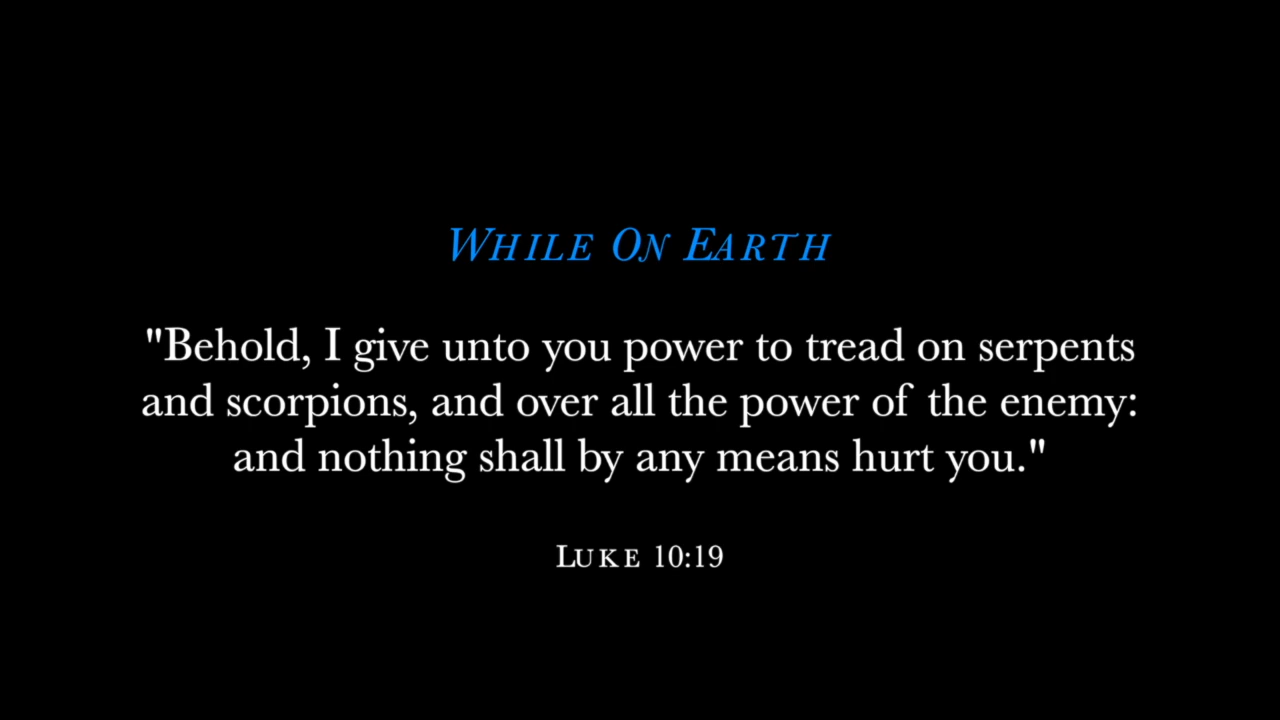 While On Earth
"Behold, I give unto you power to tread on serpents
and scorpions, and over all the power of the enemy:
and nothing shall by any means hurt you."
Luke 10:19